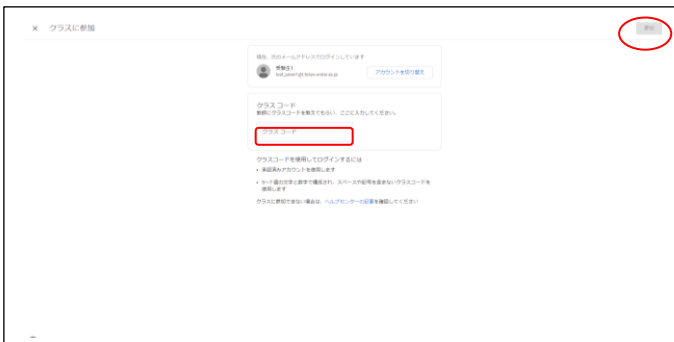 × クラスに参加
参加
現在、次のメールアドレスでログインしています
受験生1
アカウントを切り替え
クラスコード
教師にクラスコードを教えてもらい、ここに入力してください。
クラスコード
クラスコードを使用してログインするには
• 承認済みアカウントを使用します
• 5～7 個の文字と数字で構成され、スペースや記号を含まないクラスコードを
使用します
クラスに参加できない場合は、ヘルプセンターの記事を確認してください